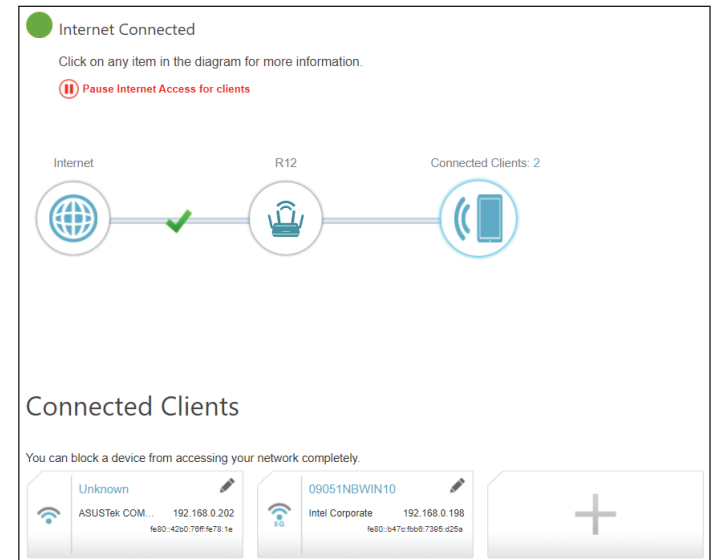 Internet Connected
Click on any item in the diagram for more information.
Pause Internet Access for clients
Internet R12 Connected Clients: 2
Connected Clients
You can block a device from accessing your network completely.
Unknown 09051NBWIN10
ASUSTek COM... 192.168.0.202 5G Intel Corporate 192.168.0.198
fe80::42b0:76ff:fe78:1e fe80::b47c:fbb6:7395:d25a